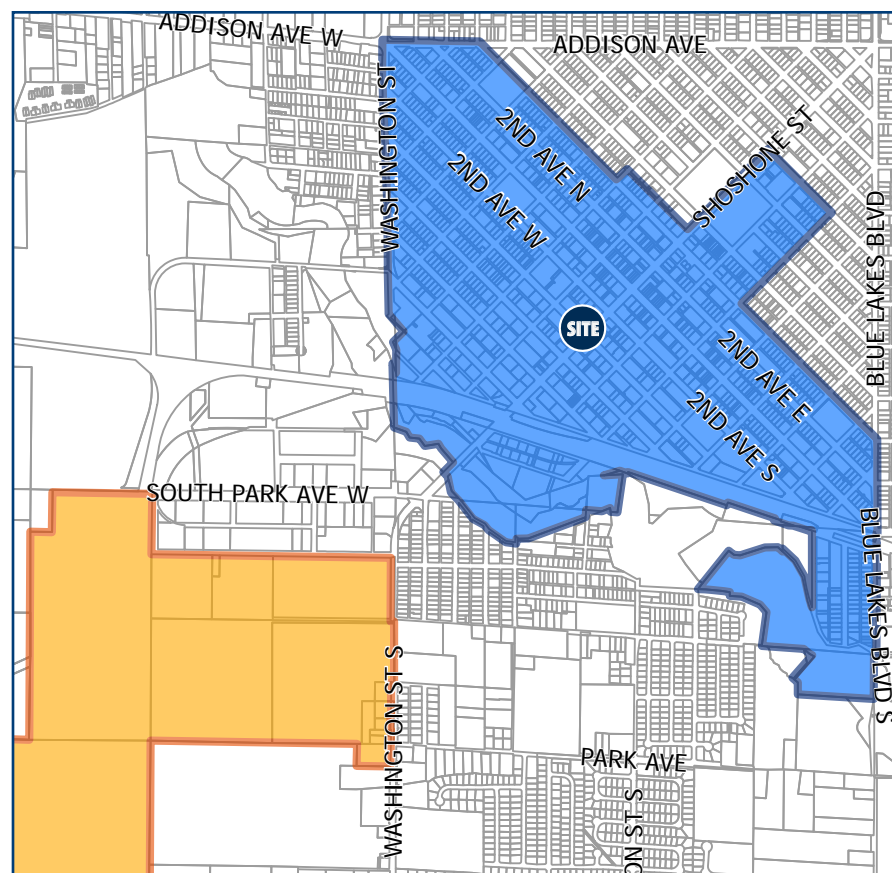 ADDISON AVE W
ADDISON AVE
WASHINGTON ST
2ND AVE N
SHOSHONE ST
2ND AVE W
BLUE LAKES BLVD
SITE
2ND AVE E
2ND AVE S
SOUTH PARK AVE W
BLUE LAKES BLVD S
WASHINGTON ST S
PARK AVE
ST S